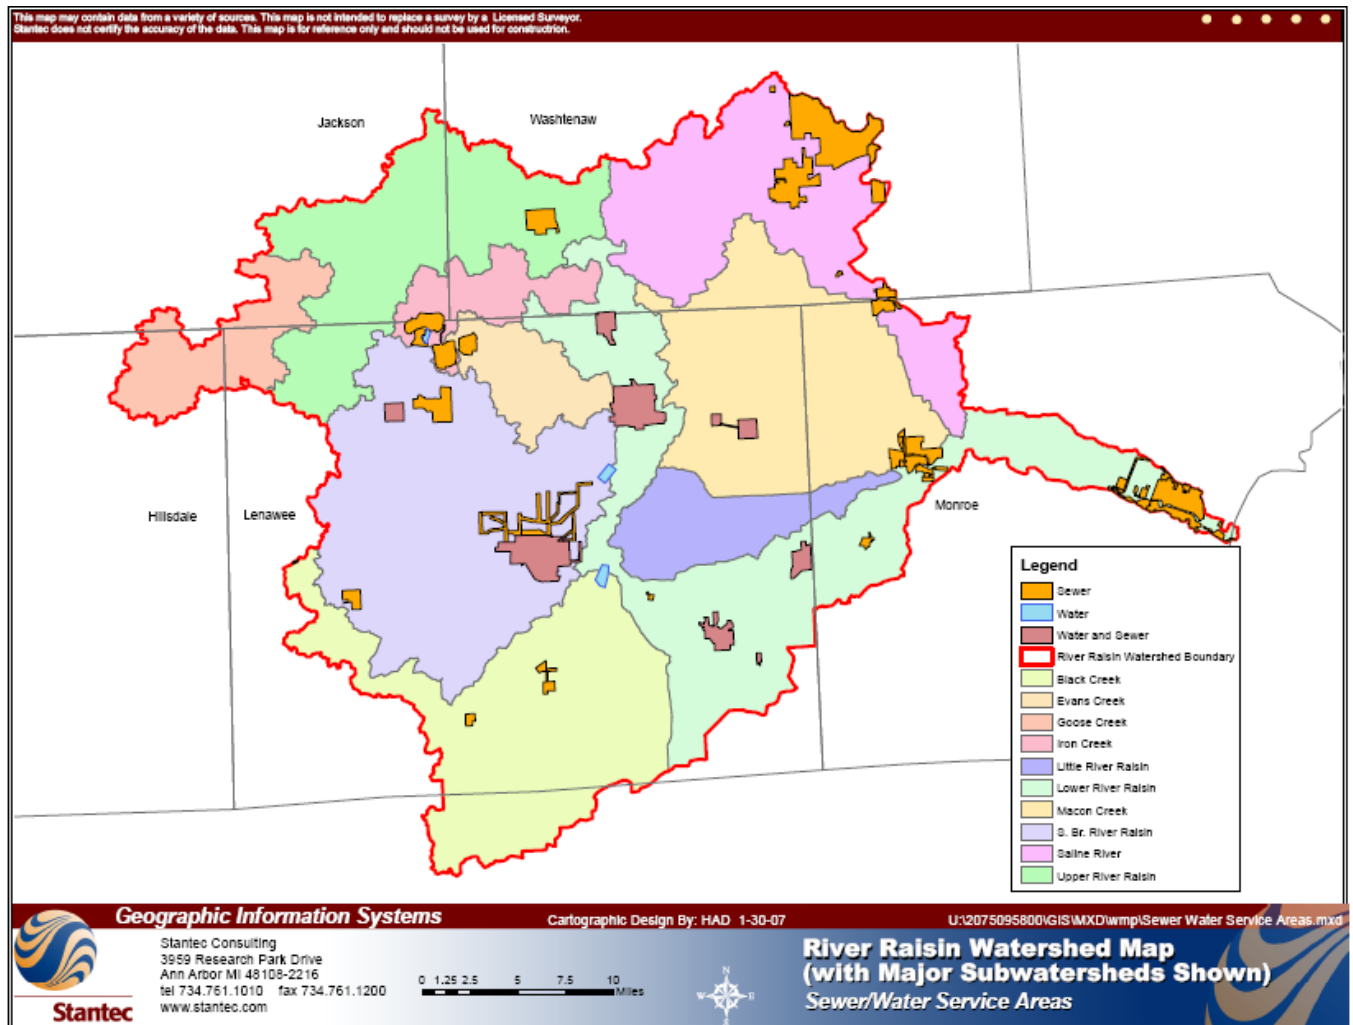 This map may contain data from a variety of sources. This map is not intended to replace a survey by a Licensed Surveyor.
Stantec does not certify the accuracy of the data. This map is for reference only and should not be used for constructrion.
Jackson
Washtenaw
Hillsdale
Lenawee
Monroe
Legend
Sewer
Water
Water and Sewer
River Raisin Watershed Boundary
Black Creek
Evans Creek
Goose Creek
Iron Creek
Little River Raisin
Lower River Raisin
Macon Creek
S. Br. River Raisin
Saline River
Upper River Raisin
Geographic Information Systems
Cartographic Design By: HAD 1-30-07
U:\2075095800\GIS\MXD\wmp\Sewer Water Service Areas.mxd
Stantec
Stantec Consulting
3959 Research Park Drive
Ann Arbor MI 48108-2216
tel 734.761.1010 fax 734.761.1200
www.stantec.com
0 1.25 2.5 5 7.5 10
Miles
N
W E
S
River Raisin Watershed Map
(with Major Subwatersheds Shown)
Sewer/Water Service Areas